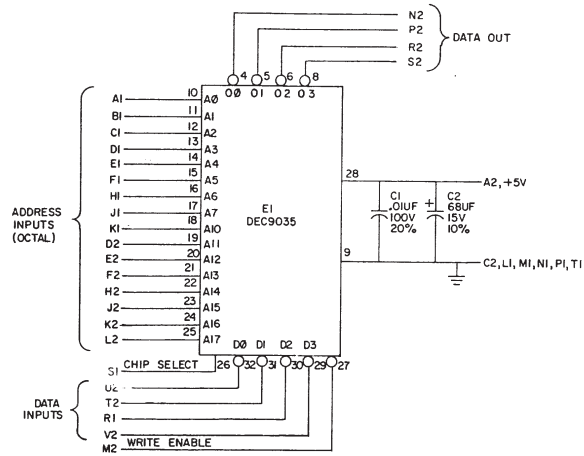 N2
P2
R2
S2
DATA OUT
4 5 6 8
O0 O1 O2 O3
ADDRESS
INPUTS
(OCTAL)
A1 10 A0
B1 11 A1
C1 12 A2
D1 13 A3
E1 14 A4
F1 15 A5
H1 16 A6
J1 17 A7
K1 18 A10
D2 19 A11
E2 20 A12
F2 21 A13
H2 22 A14
J2 23 A15
K2 24 A16
L2 25 A17
E1
DEC9035
28
A2, +5V
C1
.01UF
100V
20%
+ C2
68UF
15V
10%
9
C2, L1, M1, N1, P1, T1
D0 D1 D2 D3
26 32 31 30 29 27
S1 CHIP SELECT
DATA
INPUTS
U2
T2
R1
V2
M2 WRITE ENABLE